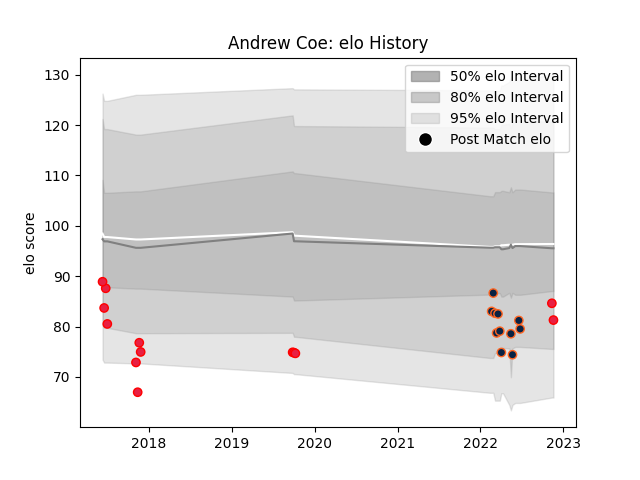 Andrew Coe: elo History
130
120
110
100
90
80
70
elo score
50% elo Interval
80% elo Interval
95% elo Interval
Post Match elo
2018
2019
2020
2021
2022
2023